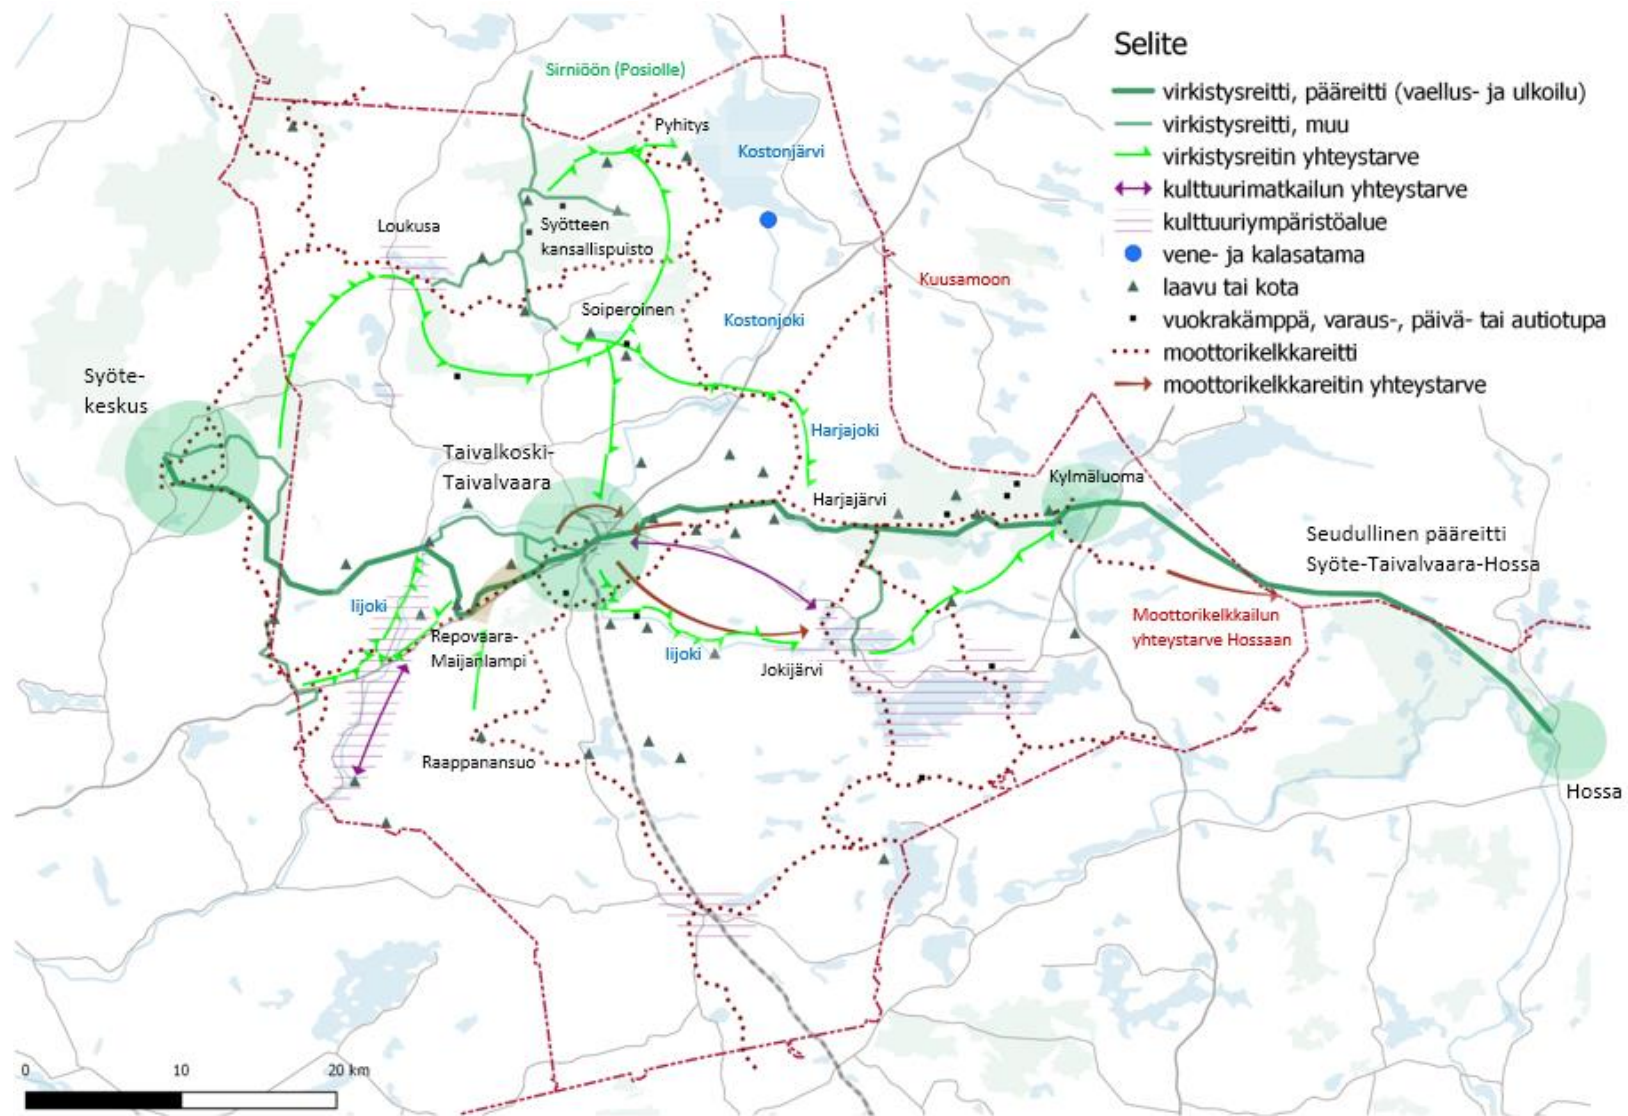 Selite
virkistysreitti, pääreitti (vaellus- ja ulkoilu)
virkistysreitti, muu
virkistysreitin yhteystarve
kulttuurimatkailun yhteystarve
kulttuuriympäristöalue
vene- ja kalasatama
laavu tai kota
vuokrakämppä, varaus-, päivä- tai autiotupa
moottorikelkkareitti
moottorikelkkareitin yhteystarve
Sirniöön (Posiolle)
Pyhitys
Kostonjärvi
Loukusa
Syötteen
kansallispuisto
Kuusamoon
Soiperoinen
Kostonjoki
Syöte-
keskus
Harjajoki
Taivalkoski-
Taivalvaara
Harjajärvi
Kylmäluoma
Seudullinen pääreitti
Syöte-Taivalvaara-Hossa
Iijoki
Moottorikelkkailun
yhteystarve Hossaan
Repovaara-
Maijanlampi
Iijoki
Jokijärvi
Raappanansuo
Hossa
0 10 20 km